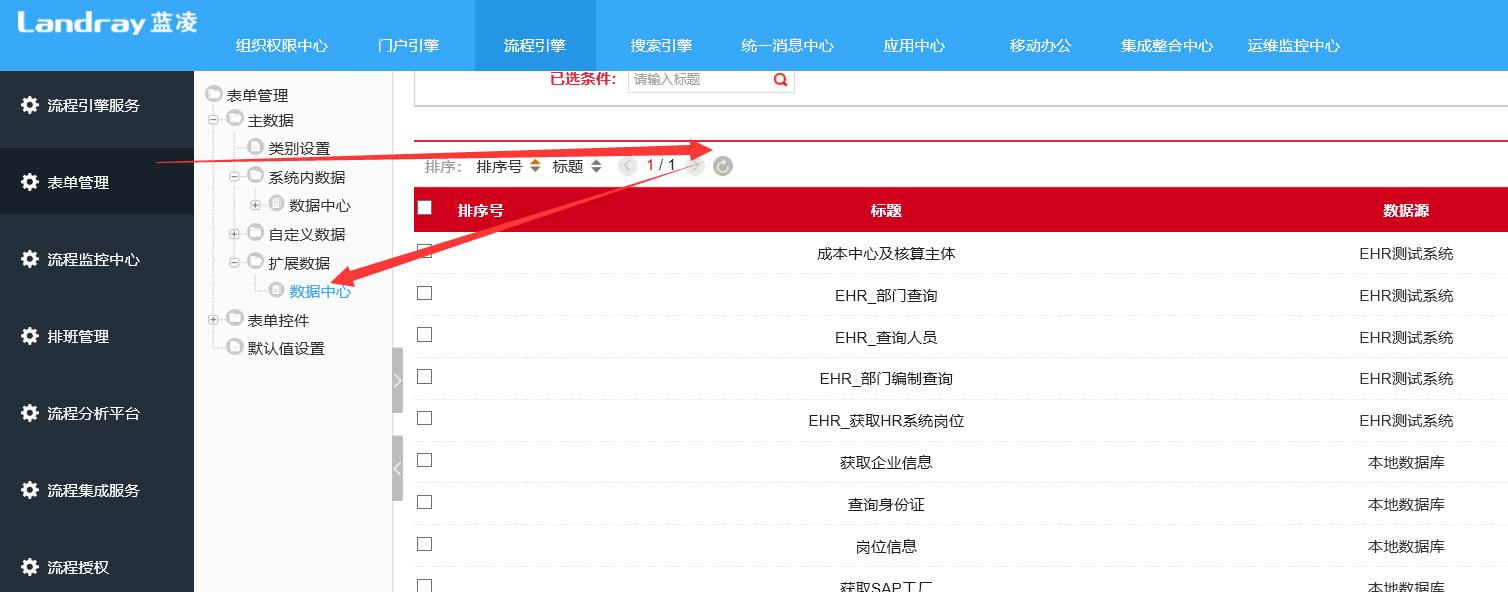 Landray 蓝凌
组织权限中心 门户引擎 流程引擎 搜索引擎 统一消息中心 应用中心 移动办公 集成整合中心 运维监控中心
流程引擎服务
表单管理
流程监控中心
排班管理
流程分析平台
流程集成服务
流程授权
表单管理
主数据
类别设置
系统内数据
数据中心
自定义数据
扩展数据
数据中心
表单控件
默认值设置
已选条件: 请输入标题
排序: 排序号 标题 1 / 1
排序号 标题 数据源
成本中心及核算主体 EHR测试系统
EHR_部门查询 EHR测试系统
EHR_查询人员 EHR测试系统
EHR_部门编制查询 EHR测试系统
EHR_获取HR系统岗位 EHR测试系统
获取企业信息 本地数据库
查询身份证 本地数据库
岗位信息 本地数据库
获取SAP工厂 本地数据库